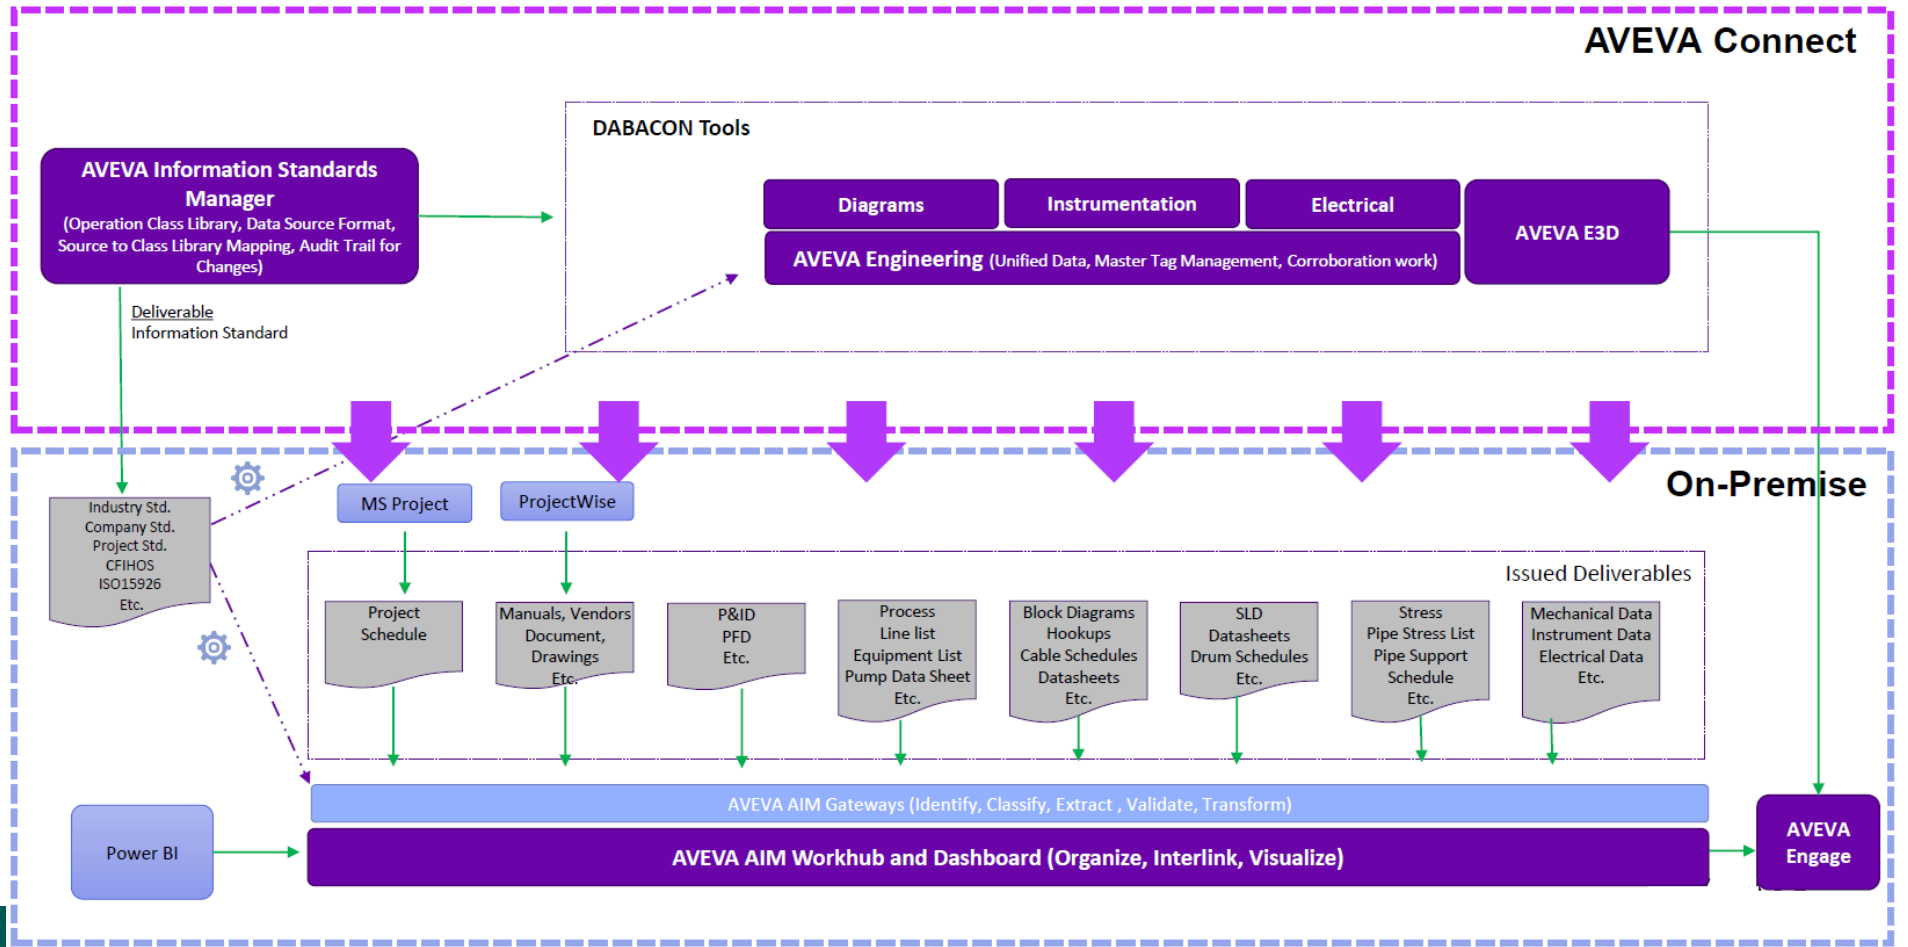 AVEVA Connect
DABACON Tools
AVEVA Information Standards
Manager
(Operation Class Library, Data Source Format,
Source to Class Library Mapping, Audit Trail for
Changes)
Diagrams
Instrumentation
Electrical
AVEVA E3D
AVEVA Engineering (Unified Data, Master Tag Management, Corroboration work)
Deliverable
Information Standard
On-Premise
MS Project
ProjectWise
Industry Std.
Company Std.
Project Std.
CFIHOS
ISO15926
Etc.
Issued Deliverables
Project
Schedule
Manuals, Vendors
Document,
Drawings
Etc.
P&ID
PFD
Etc.
Process
Line list
Equipment List
Pump Data Sheet
Etc.
Block Diagrams
Hookups
Cable Schedules
Datasheets
Etc.
SLD
Datasheets
Drum Schedules
Etc.
Stress
Pipe Stress List
Pipe Support
Schedule
Etc.
Mechanical Data
Instrument Data
Electrical Data
Etc.
AVEVA AIM Gateways (Identify, Classify, Extract , Validate, Transform)
Power BI
AVEVA AIM Workhub and Dashboard (Organize, Interlink, Visualize)
AVEVA
Engage